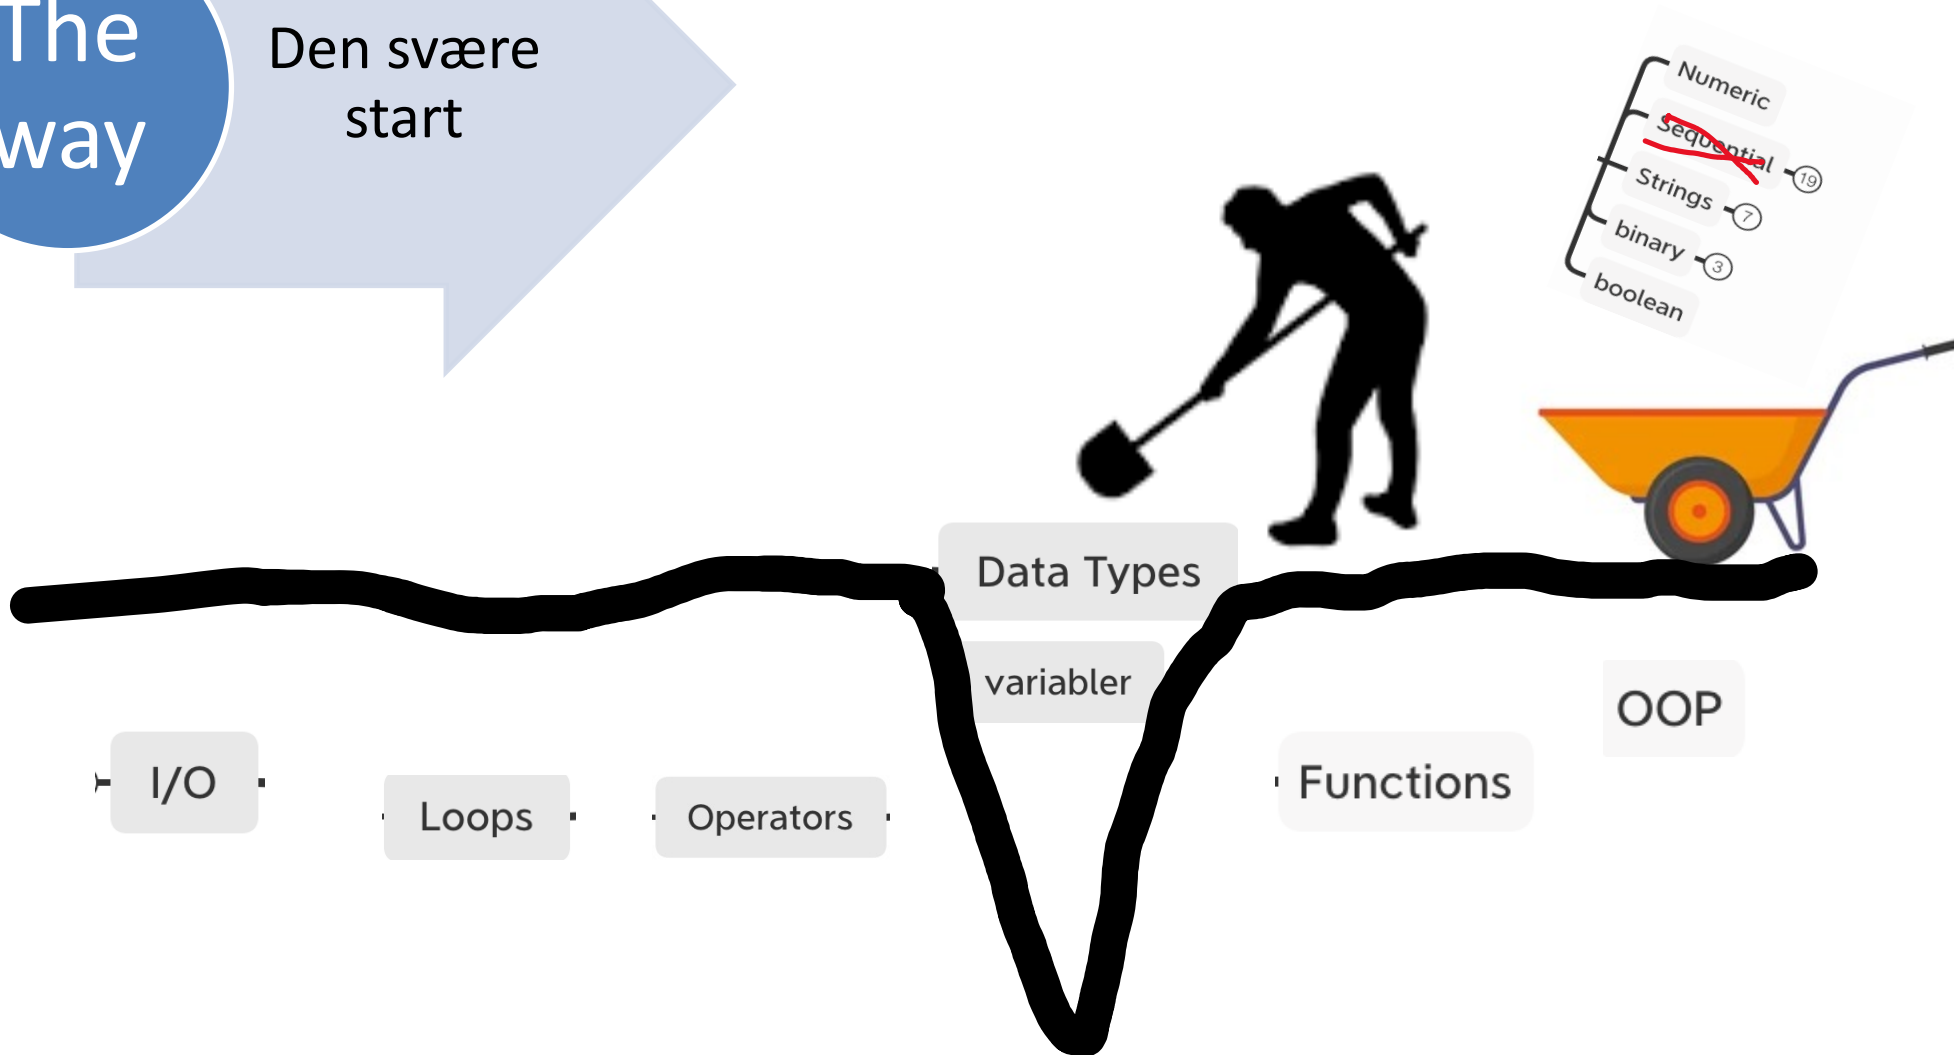 The
way
Den svære
start
Numeric
Sequential
19
Strings
7
binary
3
boolean
Data Types
variabler
OOP
I/O
Loops
Operators
Functions